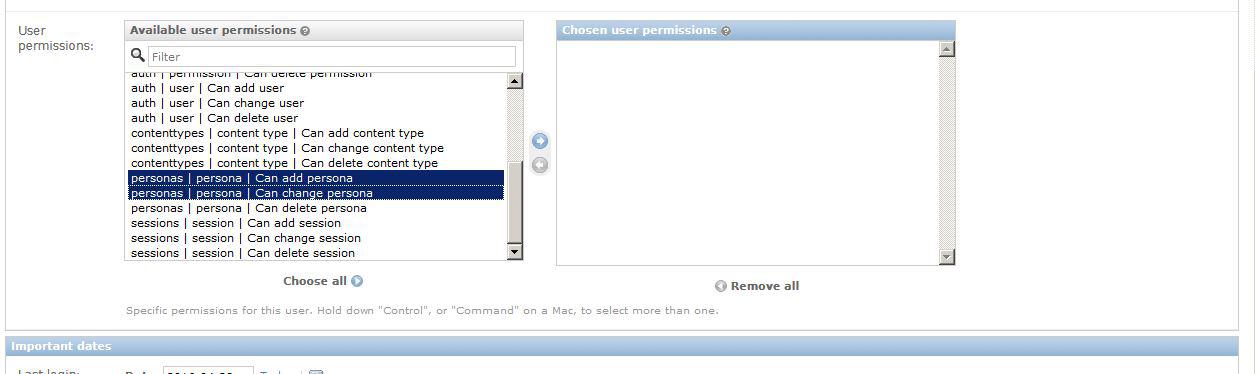 User
permissions:
Available user permissions
Filter
auth | permission | Can delete permission
auth | user | Can add user
auth | user | Can change user
auth | user | Can delete user
contenttypes | content type | Can add content type
contenttypes | content type | Can change content type
contenttypes | content type | Can delete content type
personas | persona | Can add persona
personas | persona | Can change persona
personas | persona | Can delete persona
sessions | session | Can add session
sessions | session | Can change session
sessions | session | Can delete session
Choose all
Chosen user permissions
Remove all
Specific permissions for this user. Hold down "Control", or "Command" on a Mac, to select more than one.
Important dates
Last login: